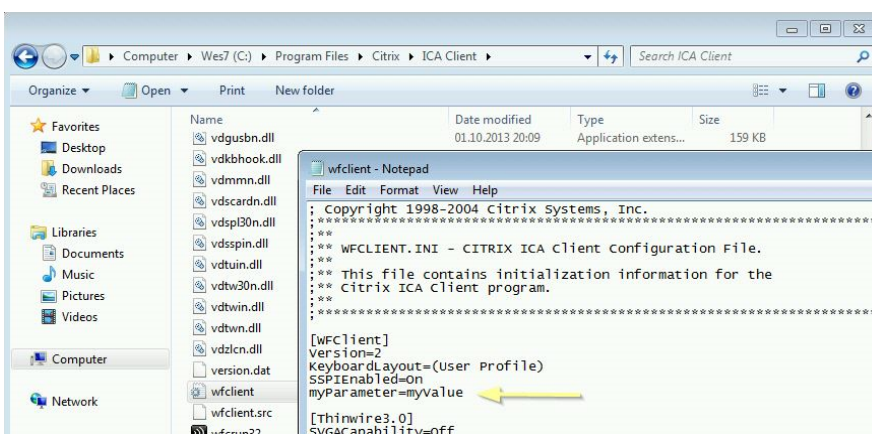 Computer ▸ Wes7 (C:) ▸ Program Files ▸ Citrix ▸ ICA Client ▸
Search ICA Client
Organize ▾ Open ▾ Print New folder
Favorites
Desktop
Downloads
Recent Places
Libraries
Documents
Music
Pictures
Videos
Computer
Network
Name Date modified Type Size
vdgusbn.dll 01.10.2013 20:09 Application extens... 159 KB
vdkbhook.dll
vdmmn.dll
vdscardn.dll
vdspl30n.dll
vdsspin.dll
vdtuin.dll
vdtw30n.dll
vdtwin.dll
vdtwn.dll
vdzlcn.dll
version.dat
wfclient
wfclient.src
wfcrun32
wfclient - Notepad
File Edit Format View Help
; Copyright 1998-2004 Citrix Systems, Inc.
;**********************************************************************
;**
;** WFCLIENT.INI - CITRIX ICA Client Configuration File.
;**
;** This file contains initialization information for the
;** Citrix ICA Client program.
;**
;**********************************************************************
[WFClient]
Version=2
KeyboardLayout=(User Profile)
SSPIEnabled=On
myParameter=myValue
[Thinwire3.0]
SVGACapability=Off